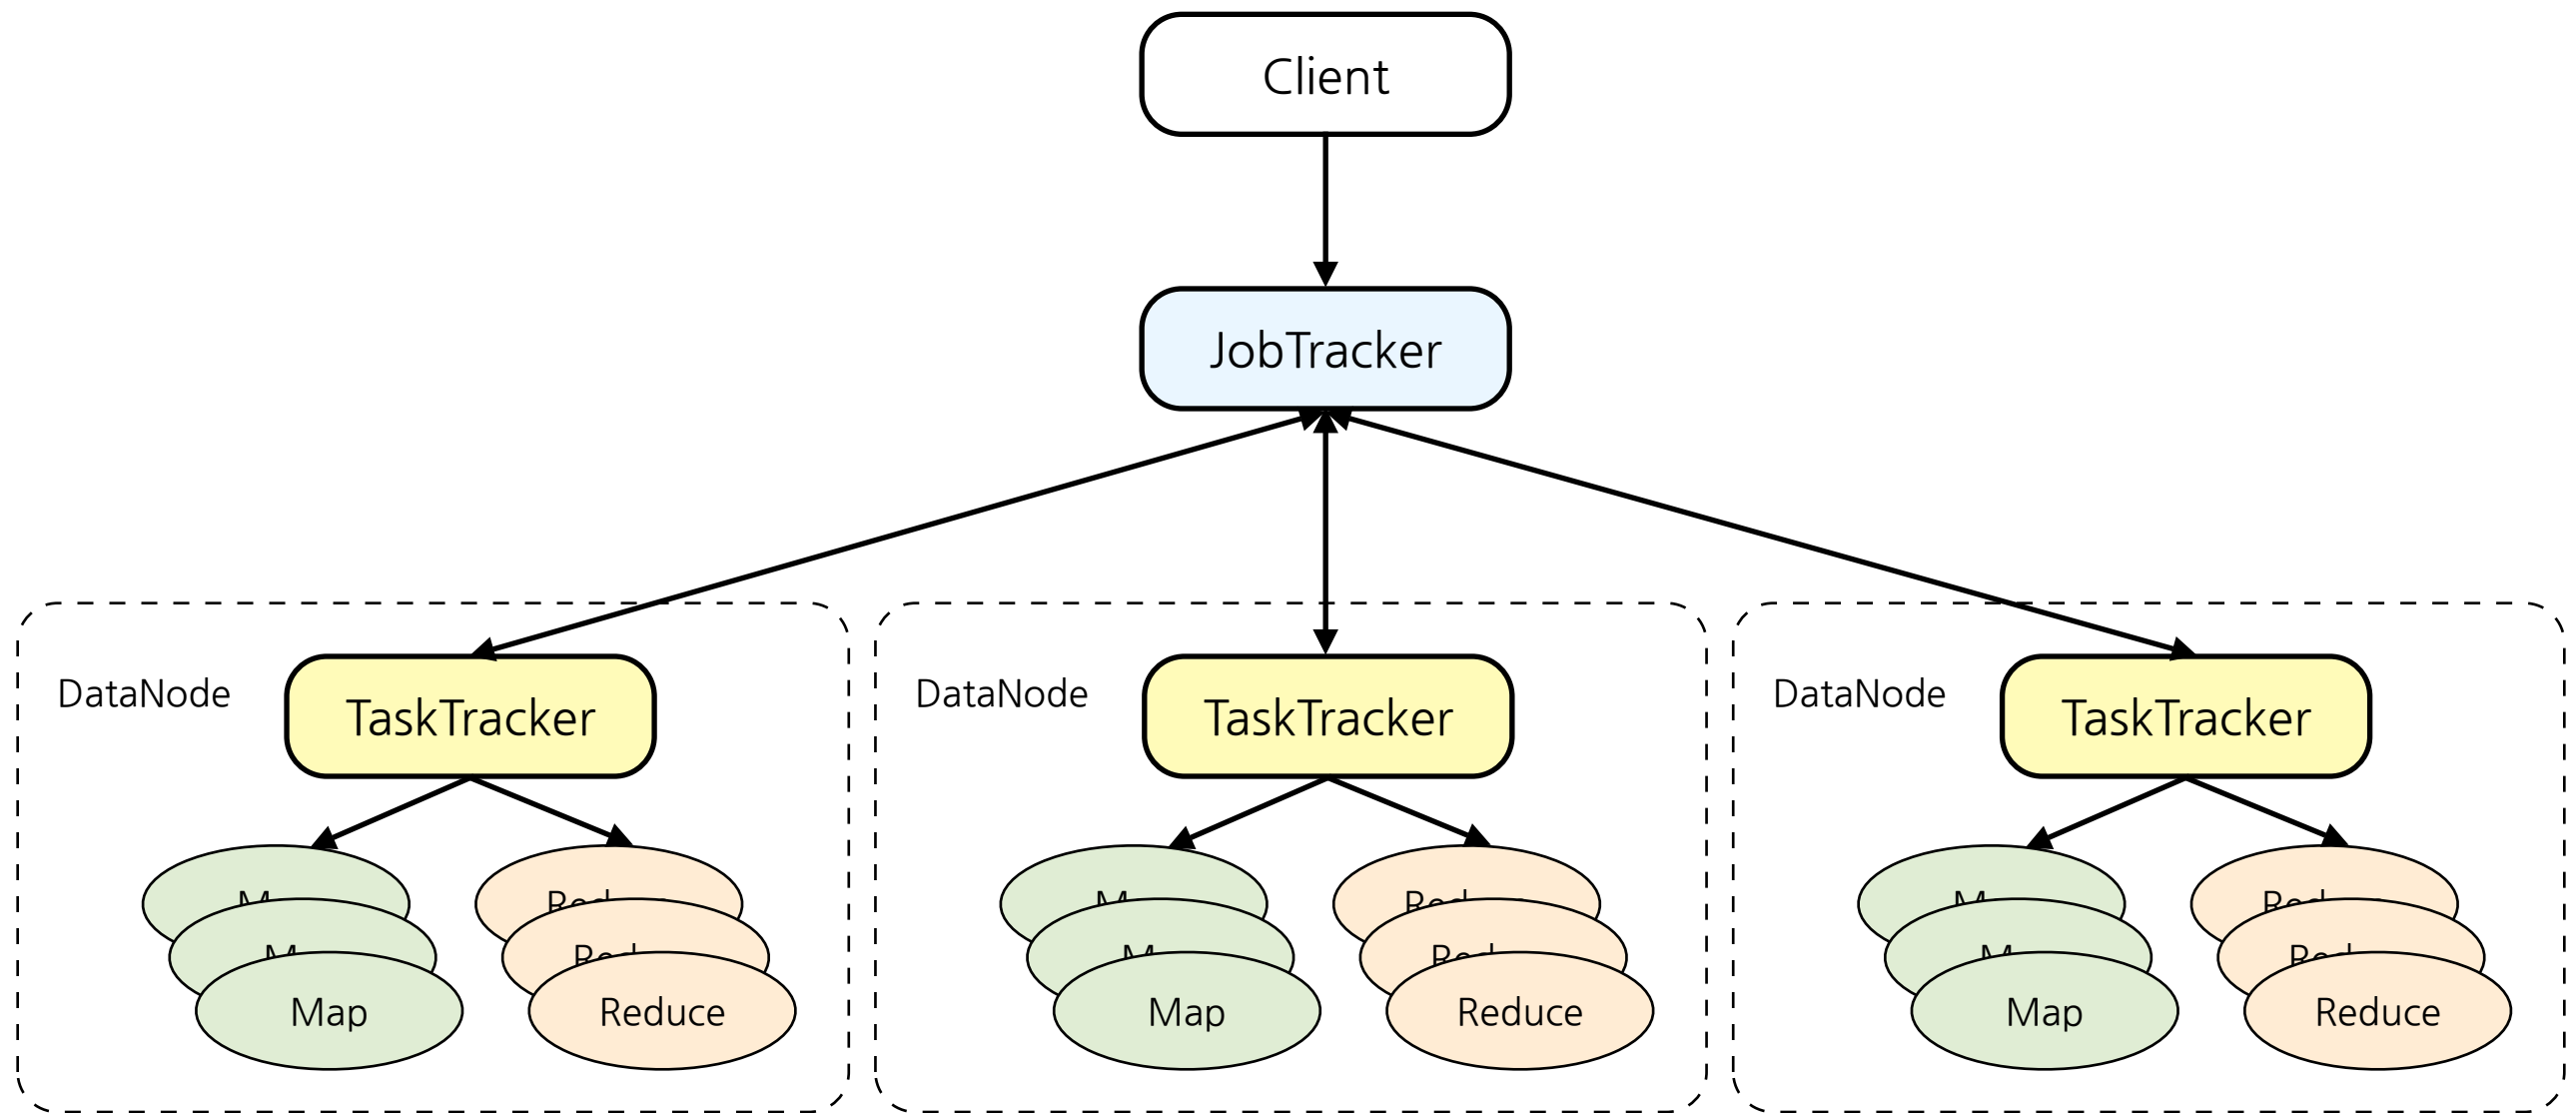 Client
JobTracker
DataNode
TaskTracker
DataNode
TaskTracker
DataNode
TaskTracker
Map
Reduce
Map
Reduce
Map
Reduce